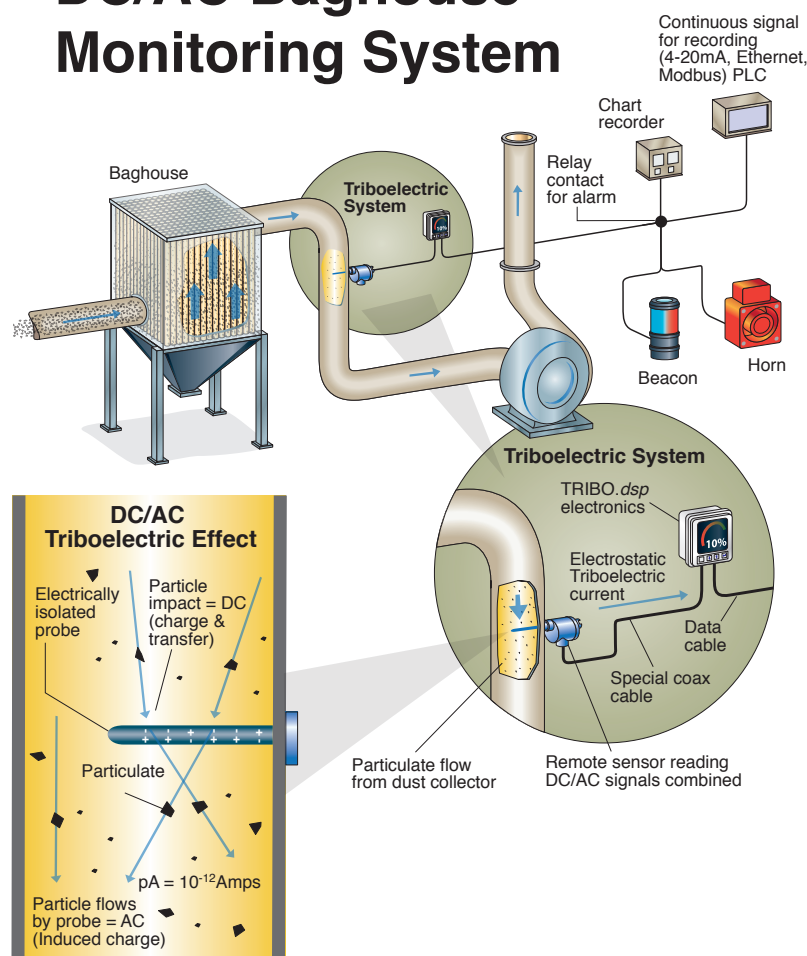 DC/AC Baghouse
Monitoring System
Continuous signal
for recording
(4-20mA, Ethernet,
Modbus) PLC
Chart
recorder
Relay
contact
for alarm
Baghouse
Triboelectric
System
10%
Beacon
Horn
Triboelectric System
TRIBO.dsp
electronics
10%
Electrostatic
Triboelectric
current
Data
cable
Special coax
cable
Particulate flow
from dust collector
Remote sensor reading
DC/AC signals combined
DC/AC
Triboelectric Effect
Electrically
isolated
probe
Particle
impact = DC
(charge &
transfer)
+ + + + + +
Particulate
pA = 10⁻¹²Amps
Particle flows
by probe = AC
(Induced charge)